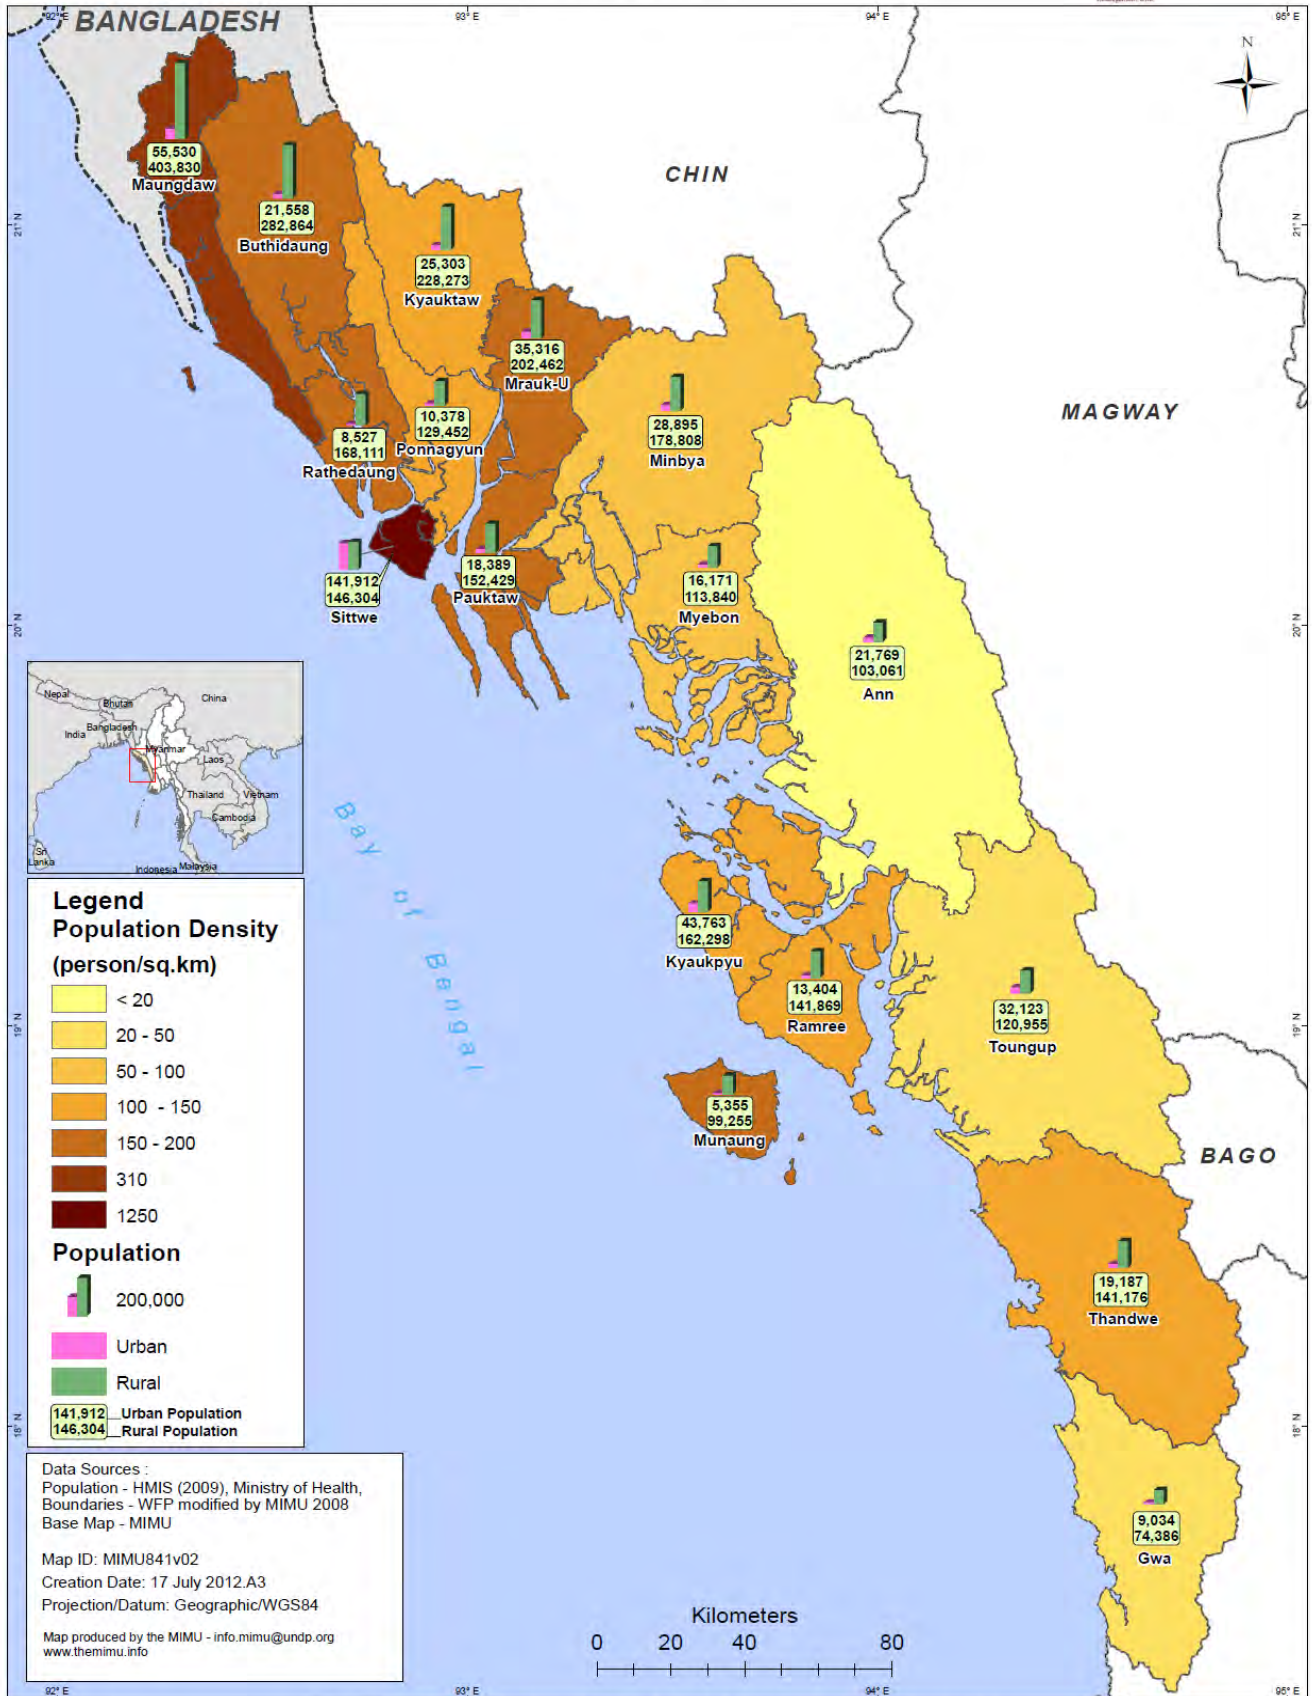 92° E
93° E
94° E
95° E
BANGLADESH
N
55,530
403,830
Maungdaw
CHIN
21,558
282,864
Buthidaung
21° N
21° N
25,303
228,273
Kyauktaw
35,316
202,462
Mrauk-U
MAGWAY
10,378
129,452
Ponnagyun
28,895
178,808
Minbya
8,527
168,111
Rathedaung
18,389
152,429
Pauktaw
141,912
146,304
Sittwe
16,171
113,840
Myebon
20° N
20° N
21,769
103,061
Ann
Nepal
Bhutan
China
Bangladesh
India
Myanmar
Laos
Thailand
Vietnam
Cambodia
Sri
Lanka
Indonesia
Malaysia
Bay of Bengal
43,763
162,298
Kyaukpyu
13,404
141,869
Ramree
32,123
120,955
Toungup
19° N
19° N
5,355
99,255
Munaung
BAGO
19,187
141,176
Thandwe
18° N
18° N
9,034
74,386
Gwa
Legend
Population Density
(person/sq.km)
< 20
20 - 50
50 - 100
100 - 150
150 - 200
310
1250
Population
200,000
Urban
Rural
141,912 Urban Population
146,304 Rural Population
Data Sources :
Population - HMIS (2009), Ministry of Health,
Boundaries - WFP modified by MIMU 2008
Base Map - MIMU
Map ID: MIMU841v02
Creation Date: 17 July 2012.A3
Projection/Datum: Geographic/WGS84
Map produced by the MIMU - info.mimu@undp.org
www.themimu.info
Kilometers
0 20 40 80
92° E
93° E
94° E
95° E